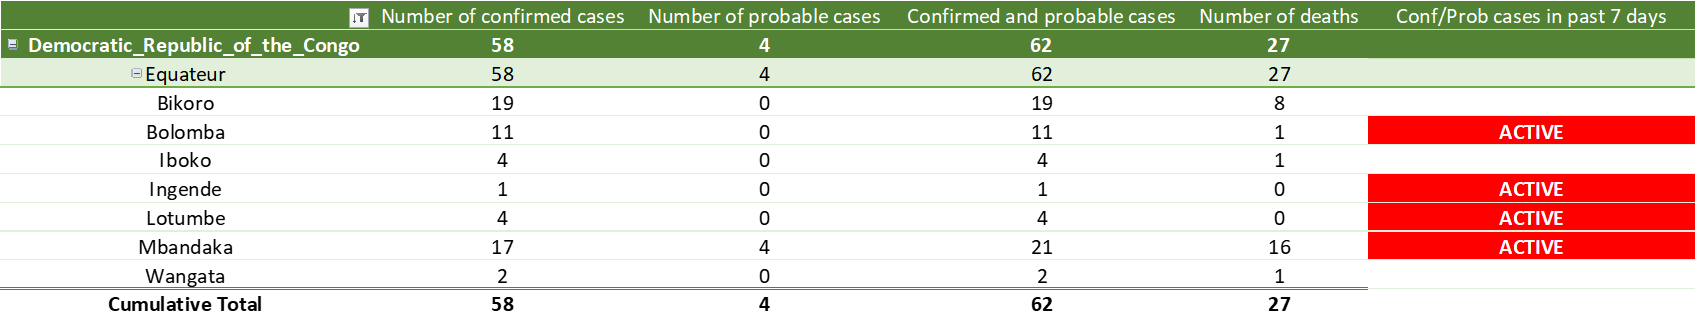 Number of confirmed cases Number of probable cases Confirmed and probable cases Number of deaths Conf/Prob cases in past 7 days
Democratic_Republic_of_the_Congo 58 4 62 27
Equateur 58 4 62 27
Bikoro 19 0 19 8
Bolomba 11 0 11 1 ACTIVE
Iboko 4 0 4 1
Ingende 1 0 1 0 ACTIVE
Lotumbe 4 0 4 0 ACTIVE
Mbandaka 17 4 21 16 ACTIVE
Wangata 2 0 2 1
Cumulative Total 58 4 62 27